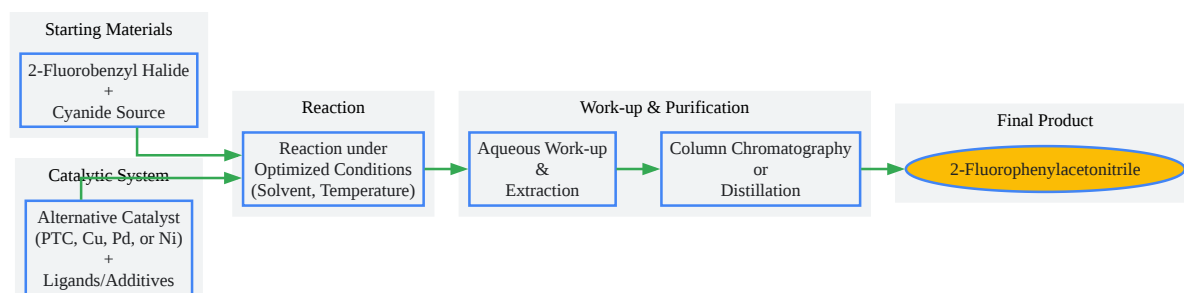 Starting Materials
2-Fluorobenzyl Halide
+
Cyanide Source
Catalytic System
Alternative Catalyst
(PTC, Cu, Pd, or Ni)
+
Ligands/Additives
Reaction
Reaction under
Optimized Conditions
(Solvent, Temperature)
Work-up & Purification
Aqueous Work-up
&
Extraction
Column Chromatography
or
Distillation
Final Product
2-Fluorophenylacetonitrile